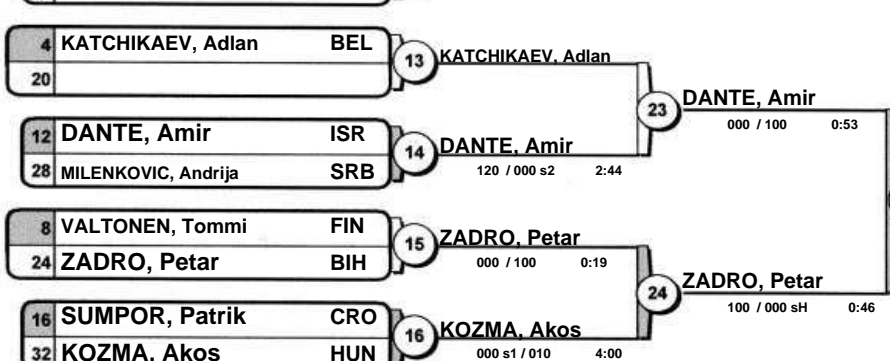 4 KATCHIKAEV, Adlan BEL
20
13 KATCHIKAEV, Adlan
12 DANTE, Amir ISR
28 MILENKOVIC, Andrija SRB
14 DANTE, Amir
120 / 000 s2 2:44
23 DANTE, Amir
000 / 100 0:53
8 VALTONEN, Tommi FIN
24 ZADRO, Petar BIH
15 ZADRO, Petar
000 / 100 0:19
16 SUMPOR, Patrik CRO
32 KOZMA, Akos HUN
16 KOZMA, Akos
000 s1 / 010 4:00
24 ZADRO, Petar
100 / 000 sH 0:46